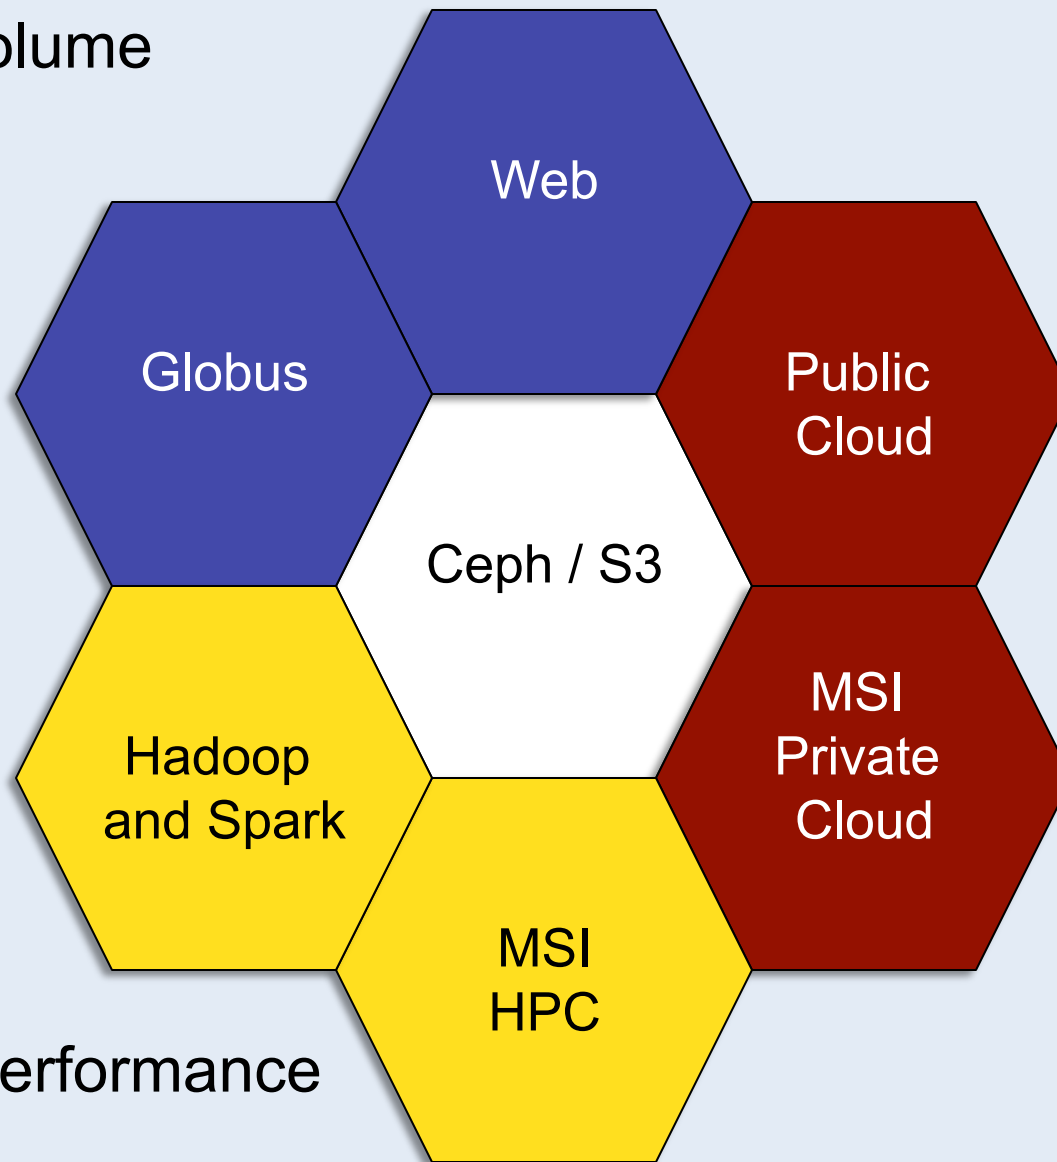 olume
Web
Globus
Public
Cloud
Ceph / S3
Hadoop
and Spark
MSI
Private
Cloud
MSI
HPC
erformance